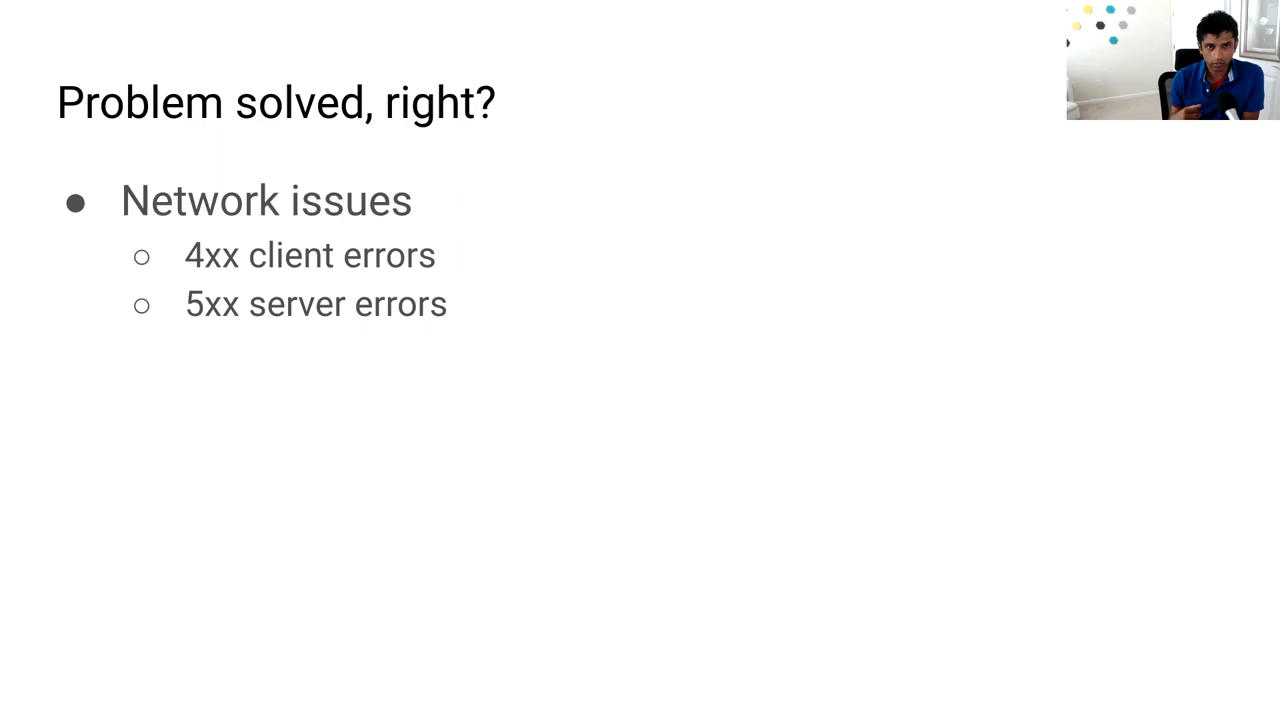 Problem solved, right?
● Network issues
○ 4xx client errors
○ 5xx server errors